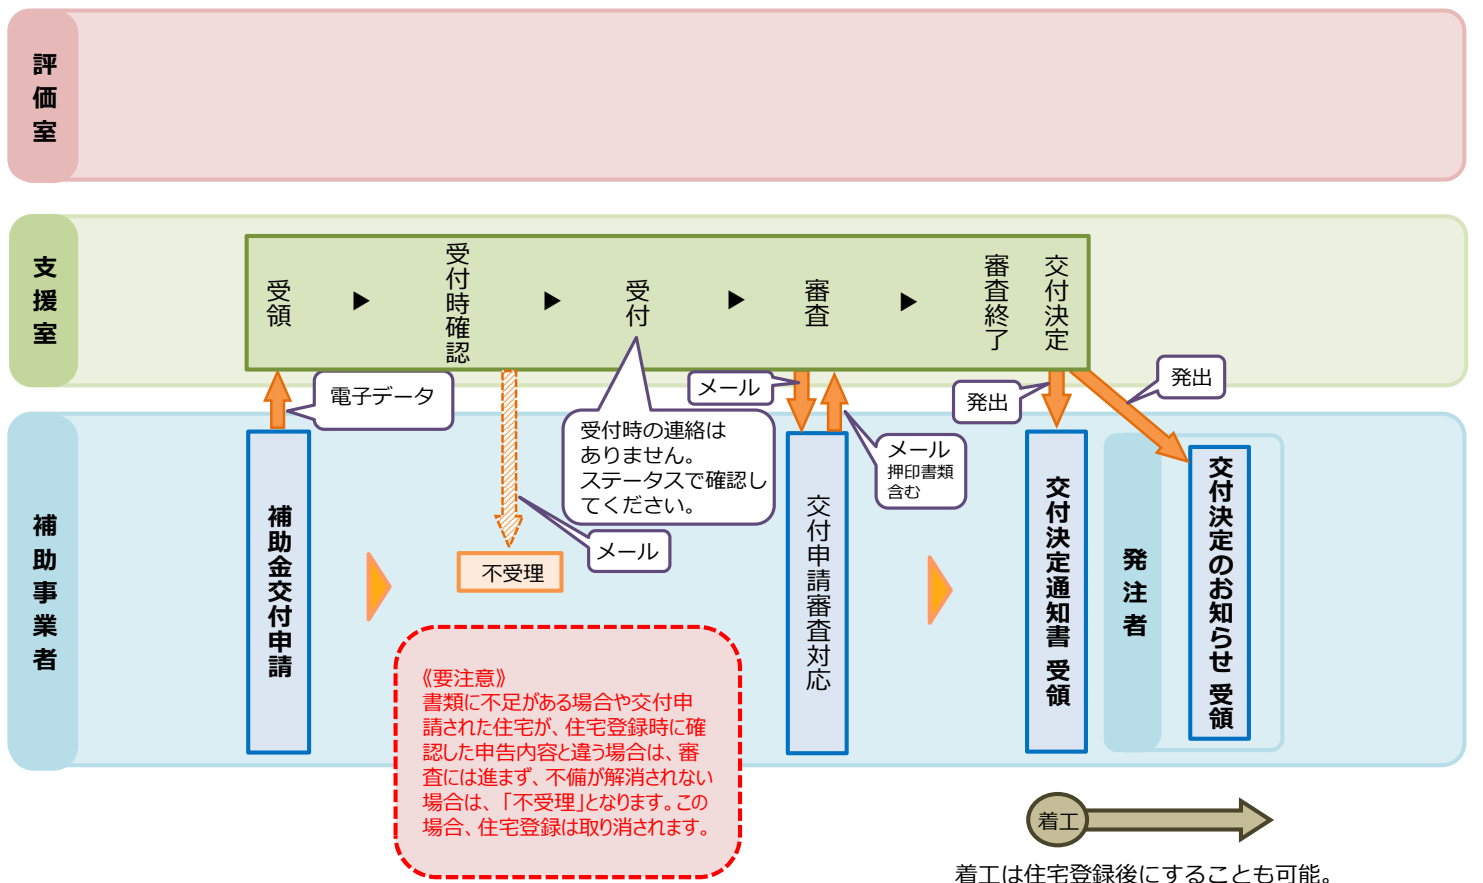 評価室
支援室
受領
▶
受付時確認
▶
受付
▶
審査
▶
審査終了
交付決定
電子データ
メール
発出
発出
受付時の連絡は
ありません。
ステータスで確認し
てください。
メール
押印書類
含む
メール
補助事業者
補助金交付申請
不受理
交付申請審査対応
交付決定通知書 受領
発注者
交付決定のお知らせ 受領
《要注意》
書類に不足がある場合や交付申
請された住宅が、住宅登録時に確
認した申告内容と違う場合は、審
査には進まず、不備が解消されない
場合は、「不受理」となります。この
場合、住宅登録は取り消されます。
着工
着工は住宅登録後にすることも可能。